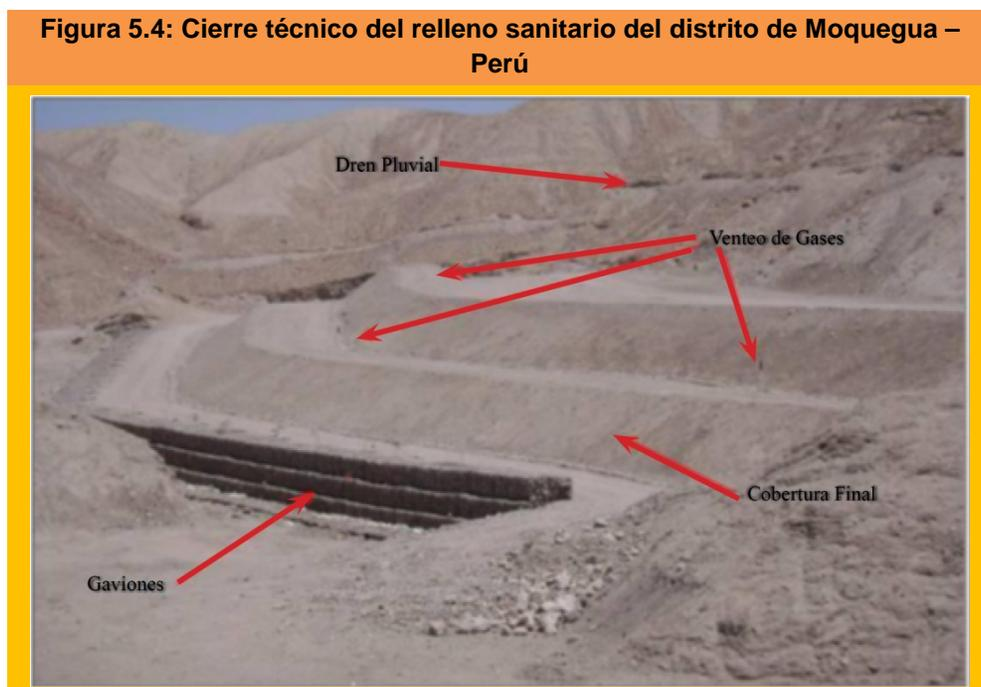 Figura 5.4: Cierre técnico del relleno sanitario del distrito de Moquegua –
Perú
Dren Pluvial
Venteo de Gases
Cobertura Final
Gaviones